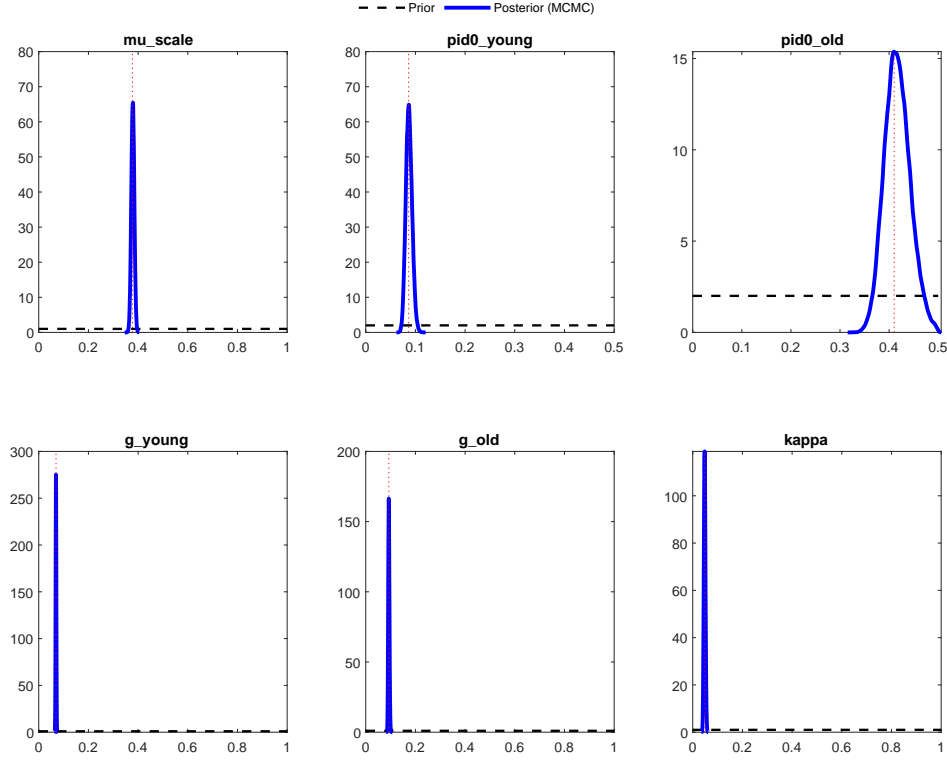 Prior Posterior (MCMC)
mu_scale pid0_young pid0_old
80 80 15
70 70
60 60
50 50 10
40 40
30 30 5
20 20
10 10
0 0 0
0 0.2 0.4 0.6 0.8 1 0 0.1 0.2 0.3 0.4 0.5 0 0.1 0.2 0.3 0.4 0.5
g_young g_old kappa
300 200
250 100
200 150 80
150 100 60
100 40
50 50 20
0 0 0
0 0.2 0.4 0.6 0.8 1 0 0.2 0.4 0.6 0.8 1 0 0.2 0.4 0.6 0.8 1